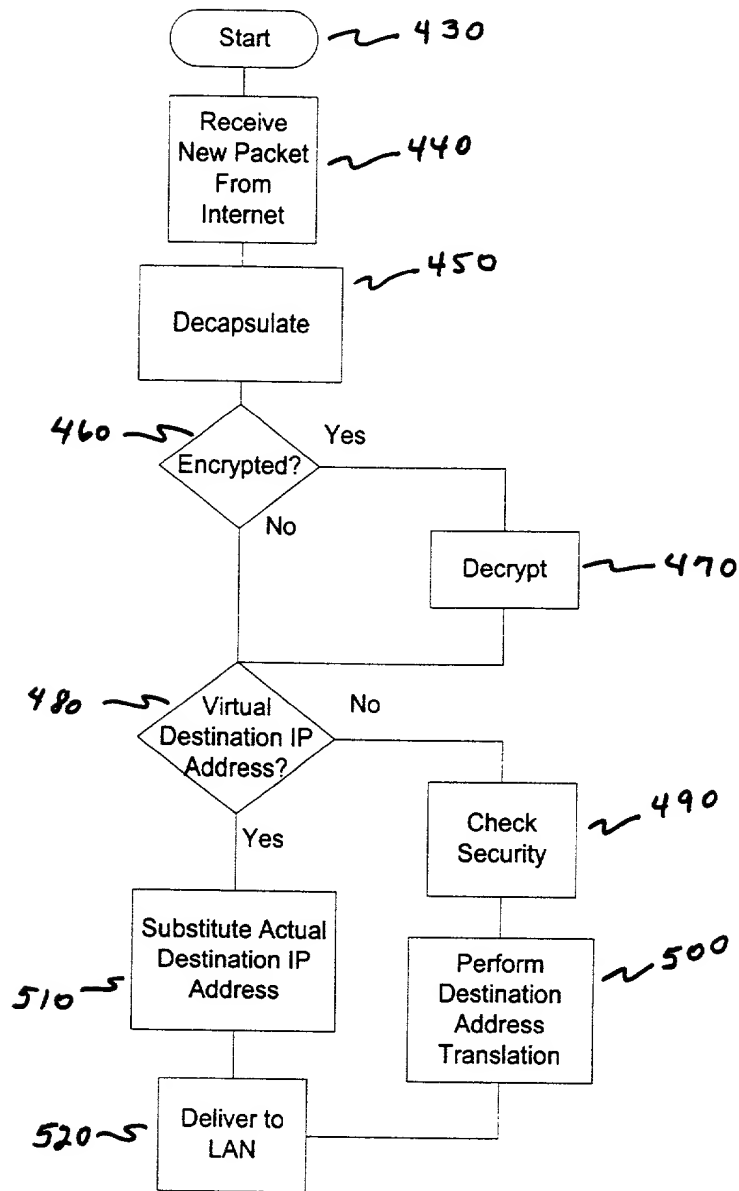 Start
430
Receive
New Packet
From
Internet
440
450
Decapsulate
460
Yes
Encrypted?
No
Decrypt
470
480
Virtual
Destination IP
Address?
No
Yes
Check
Security
490
Substitute Actual
Destination IP
Address
510
Perform
Destination
Address
Translation
500
Deliver to
LAN
520